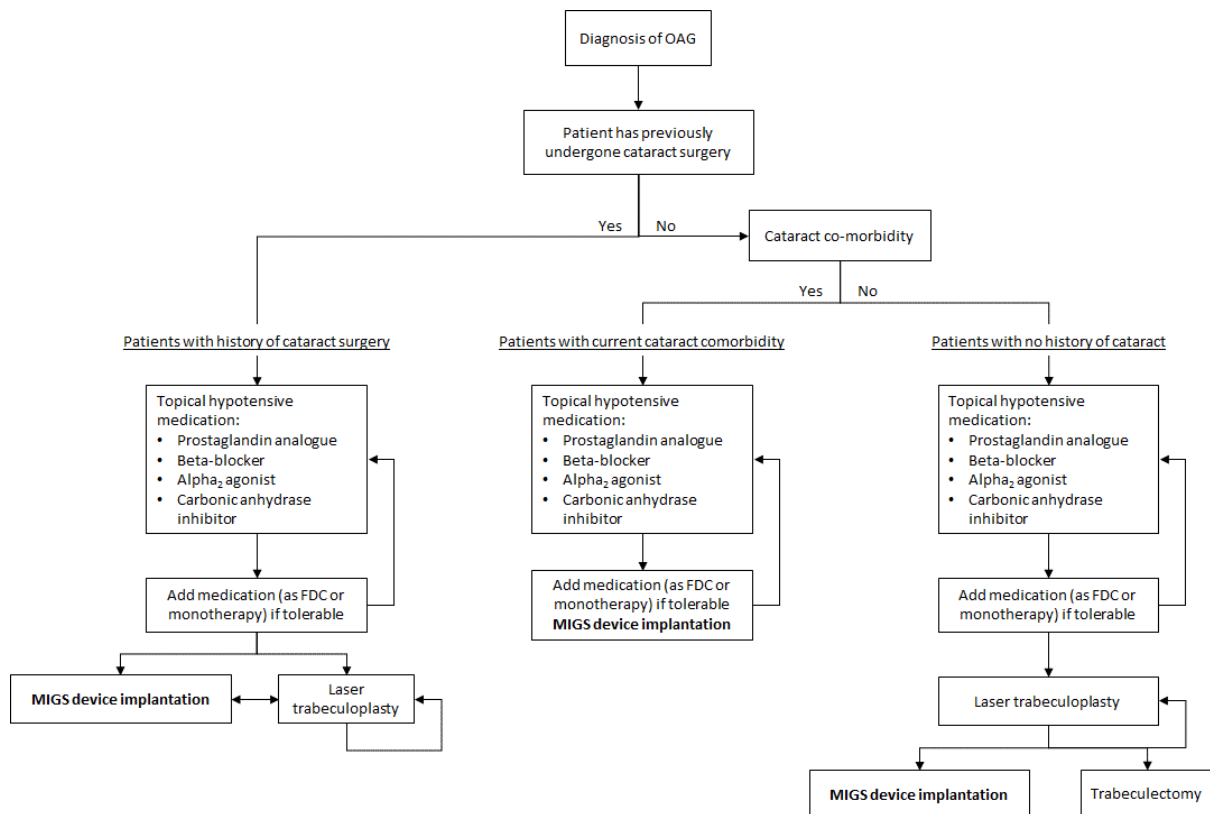 Diagnosis of OAG
Patient has previously
undergone cataract surgery
Yes
No
Cataract co-morbidity
Yes
No
Patients with history of cataract surgery
Patients with current cataract comorbidity
Patients with no history of cataract
Topical hypotensive
medication:
• Prostaglandin analogue
• Beta-blocker
• Alpha₂ agonist
• Carbonic anhydrase
inhibitor
Topical hypotensive
medication:
• Prostaglandin analogue
• Beta-blocker
• Alpha₂ agonist
• Carbonic anhydrase
inhibitor
Topical hypotensive
medication:
• Prostaglandin analogue
• Beta-blocker
• Alpha₂ agonist
• Carbonic anhydrase
inhibitor
Add medication (as FDC or
monotherapy) if tolerable
Add medication (as FDC or
monotherapy) if tolerable
MIGS device implantation
Add medication (as FDC or
monotherapy) if tolerable
MIGS device implantation
Laser
trabeculoplasty
Laser trabeculoplasty
MIGS device implantation
Trabeculectomy